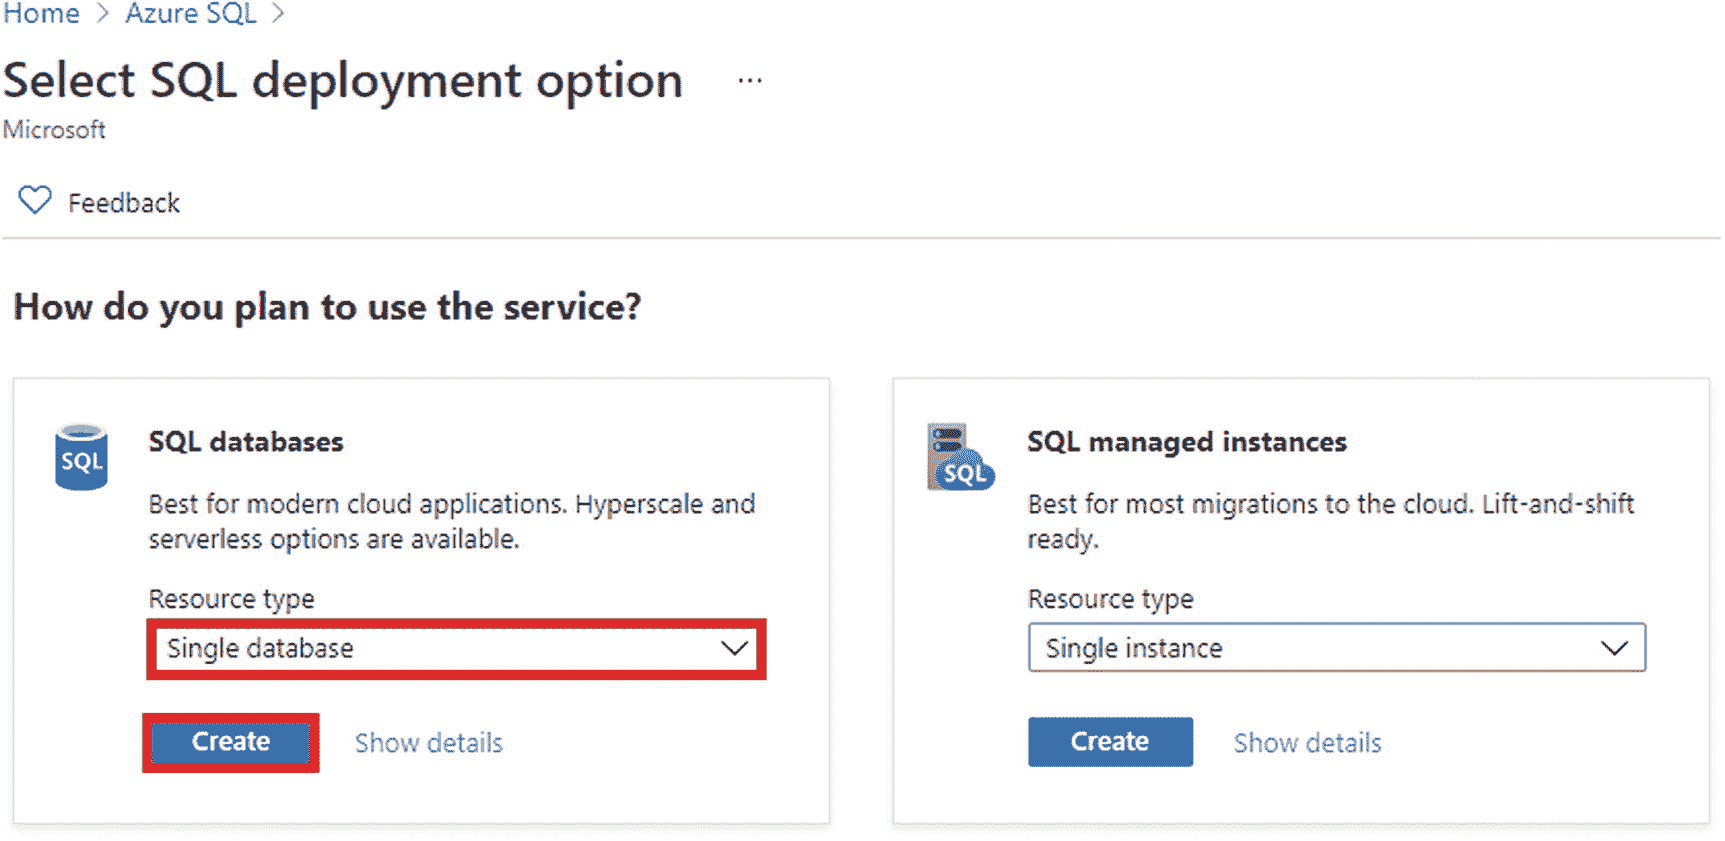 Home > Azure SQL >
Select SQL deployment option ...
Microsoft
Feedback
How do you plan to use the service?
SQL
SQL databases
Best for modern cloud applications. Hyperscale and
serverless options are available.
Resource type
Single database
Create Show details
SQL
SQL managed instances
Best for most migrations to the cloud. Lift-and-shift
ready.
Resource type
Single instance
Create Show details